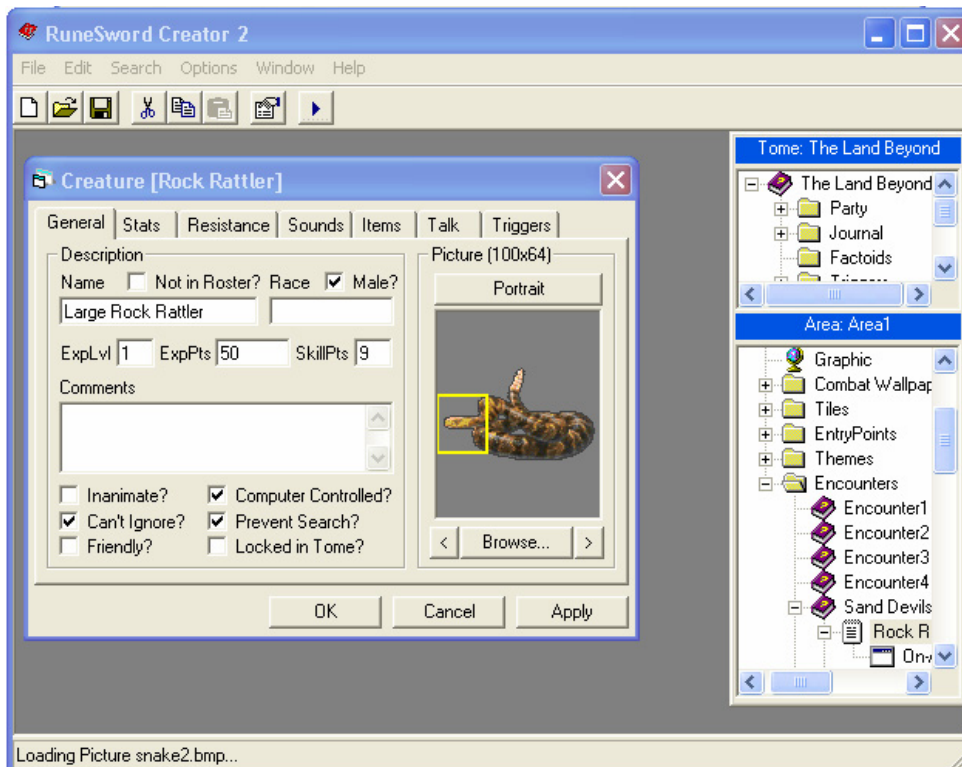 RuneSword Creator 2
File Edit Search Options Window Help
Tome: The Land Beyond
The Land Beyond
Party
Journal
Factoids
Triggers
Creature [Rock Rattler]
General Stats Resistance Sounds Items Talk Triggers
Description
Name Not in Roster? Race Male?
Large Rock Rattler
ExpLvl 1 ExpPts 50 SkillPts 9
Comments
Inanimate? Computer Controlled?
Can't Ignore? Prevent Search?
Friendly? Locked in Tome?
Picture (100x64)
Portrait
< Browse... >
OK Cancel Apply
Area: Area1
Graphic
Combat Wallpap
Tiles
EntryPoints
Themes
Encounters
Encounter1
Encounter2
Encounter3
Encounter4
Sand Devils
Rock R
Loading Picture snake2.bmp...